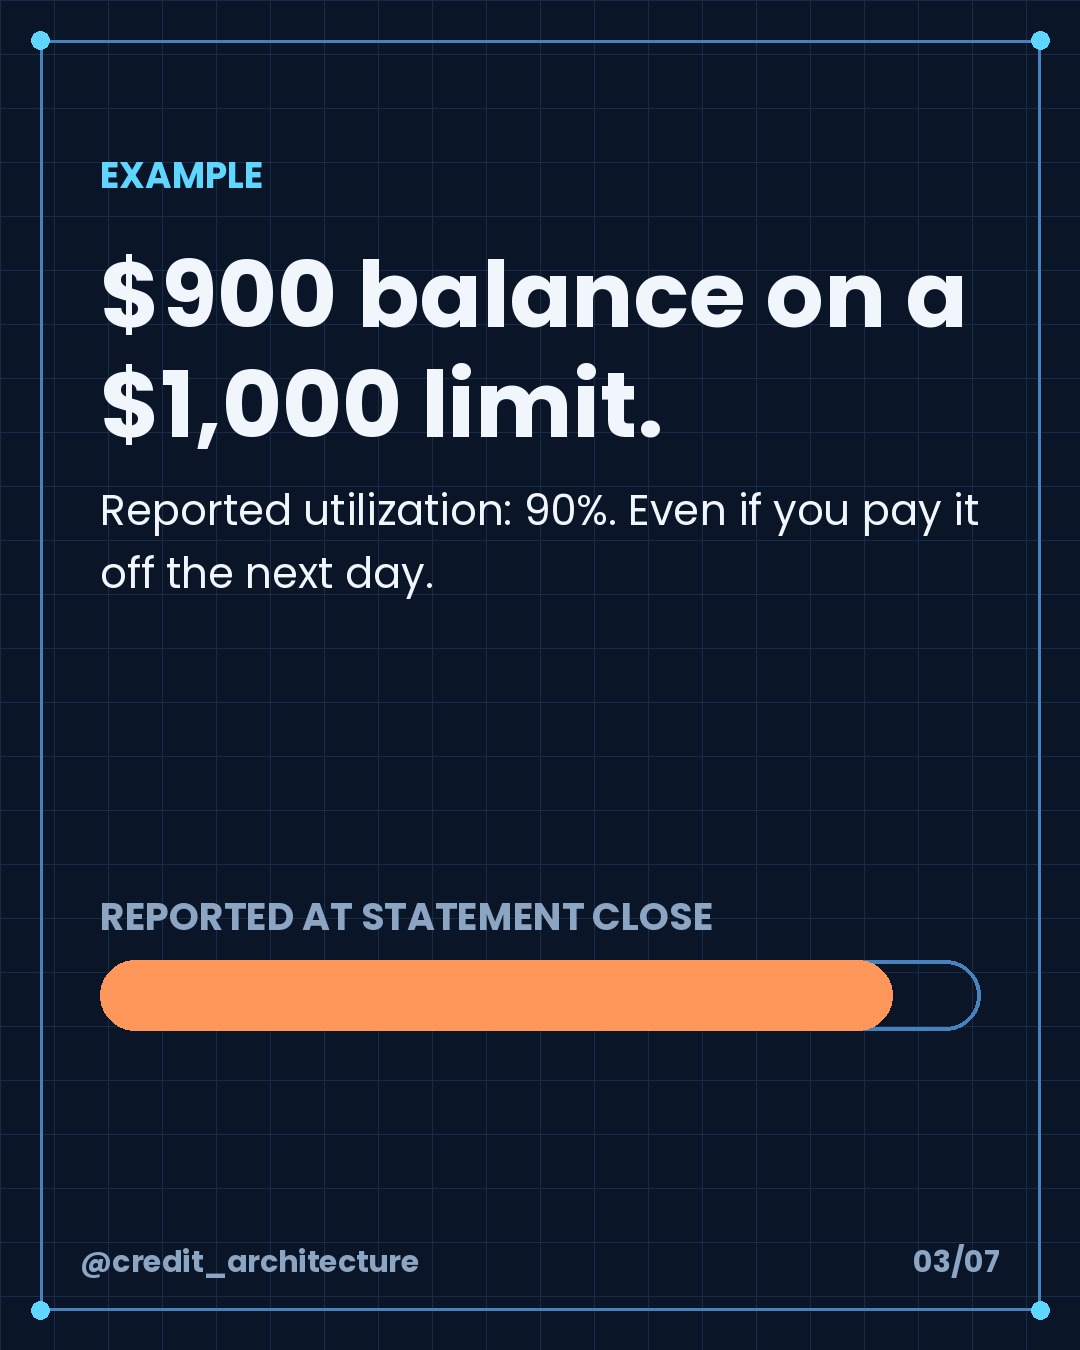 EXAMPLE
$900 balance on a
$1,000 limit.
Reported utilization: 90%. Even if you pay it
off the next day.
REPORTED AT STATEMENT CLOSE
@credit_architecture
03/07